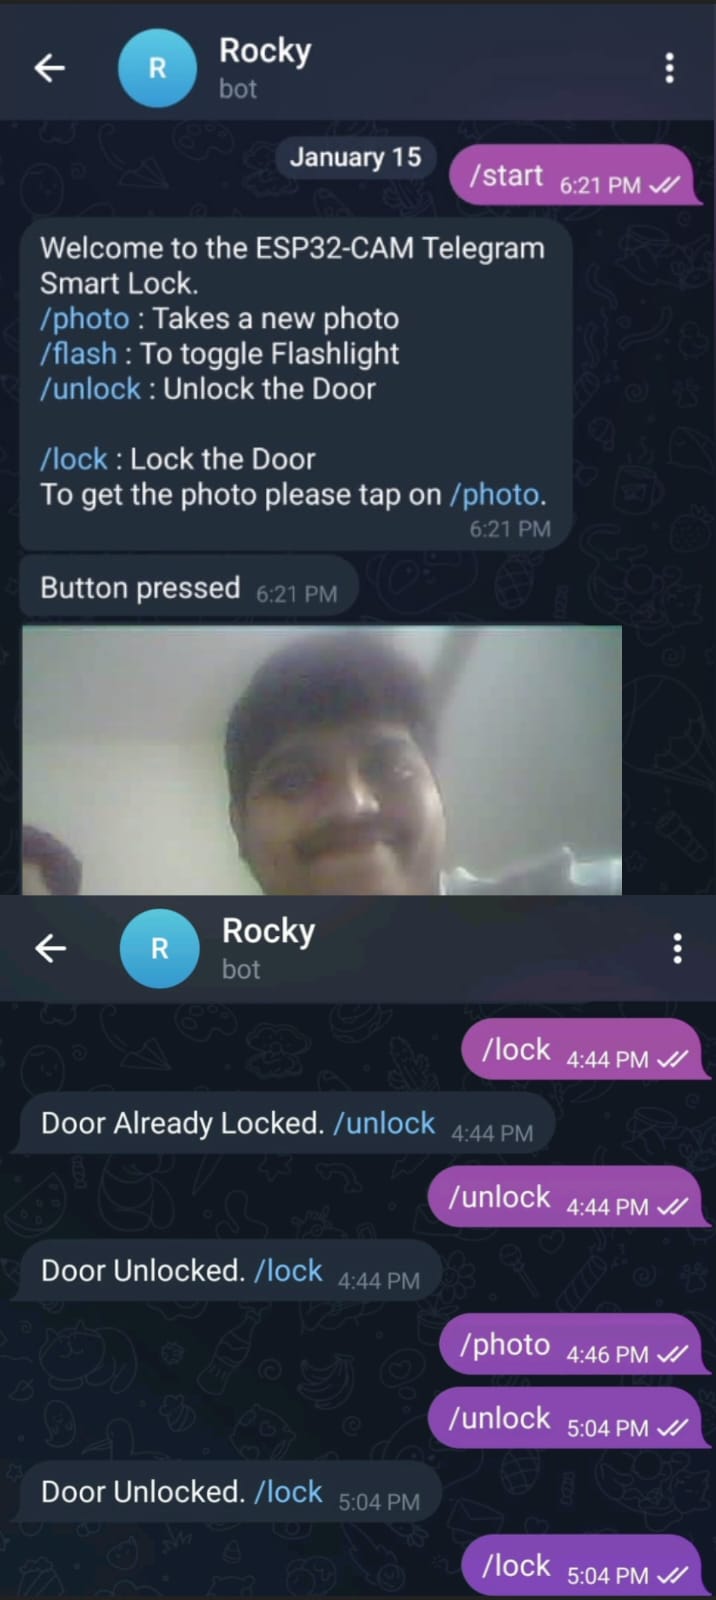 R
Rocky
bot
January 15
/start 6:21 PM
Welcome to the ESP32-CAM Telegram
Smart Lock.
/photo : Takes a new photo
/flash : To toggle Flashlight
/unlock : Unlock the Door
/lock : Lock the Door
To get the photo please tap on /photo.
6:21 PM
Button pressed 6:21 PM
R
Rocky
bot
/lock 4:44 PM
Door Already Locked. /unlock 4:44 PM
/unlock 4:44 PM
Door Unlocked. /lock 4:44 PM
/photo 4:46 PM
/unlock 5:04 PM
Door Unlocked. /lock 5:04 PM
/lock 5:04 PM